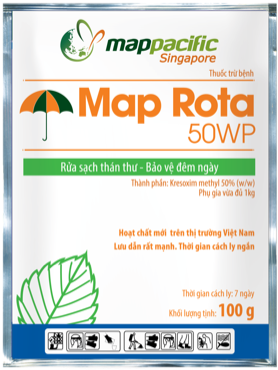 mappacific
Singapore
Thuốc trừ bệnh
Map Rota
50WP
Rửa sạch thán thư - Bảo vệ đêm ngày
Thành phần: Kresoxim methyl 50% (w/w)
Phụ gia vừa đủ 1kg
Hoạt chất mới trên thị trường Việt Nam
Lưu dẫn rất mạnh. Thời gian cách ly ngắn
Thời gian cách ly: 7 ngày
Khối lượng tịnh: 100 g